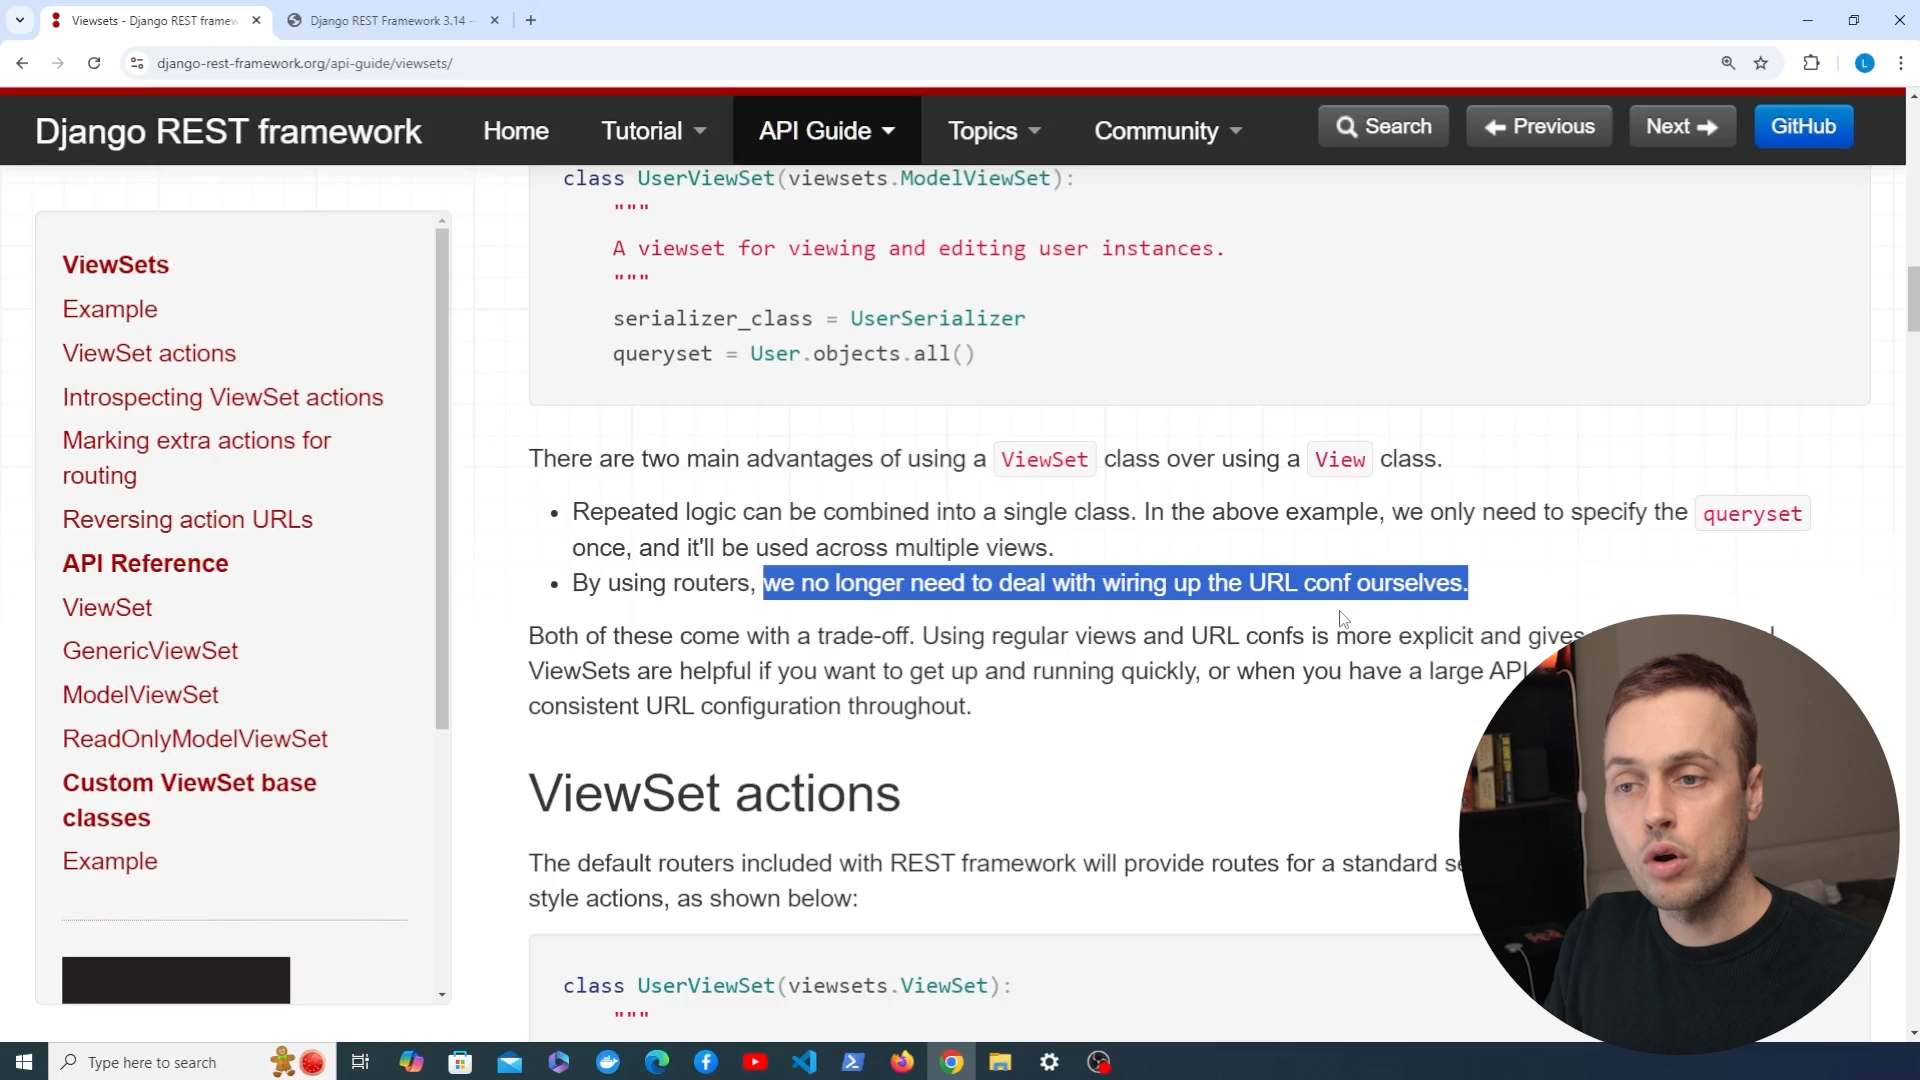 Viewsets - Django REST framew
Django REST Framework 3.14 -
django-rest-framework.org/api-guide/viewsets/
L
Django REST framework
Home
Tutorial
API Guide
Topics
Community
Search
Previous
Next
GitHub
ViewSets
Example
ViewSet actions
Introspecting ViewSet actions
Marking extra actions for
routing
Reversing action URLs
API Reference
ViewSet
GenericViewSet
ModelViewSet
ReadOnlyModelViewSet
Custom ViewSet base
classes
Example
class UserViewSet(viewsets.ModelViewSet):
"""
A viewset for viewing and editing user instances.
"""
serializer_class = UserSerializer
queryset = User.objects.all()
There are two main advantages of using a ViewSet class over using a View class.
• Repeated logic can be combined into a single class. In the above example, we only need to specify the queryset
once, and it'll be used across multiple views.
• By using routers, we no longer need to deal with wiring up the URL conf ourselves.
Both of these come with a trade-off. Using regular views and URL confs is more explicit and gives
ViewSets are helpful if you want to get up and running quickly, or when you have a large API
consistent URL configuration throughout.
ViewSet actions
The default routers included with REST framework will provide routes for a standard
style actions, as shown below:
class UserViewSet(viewsets.ViewSet):
"""
Type here to search